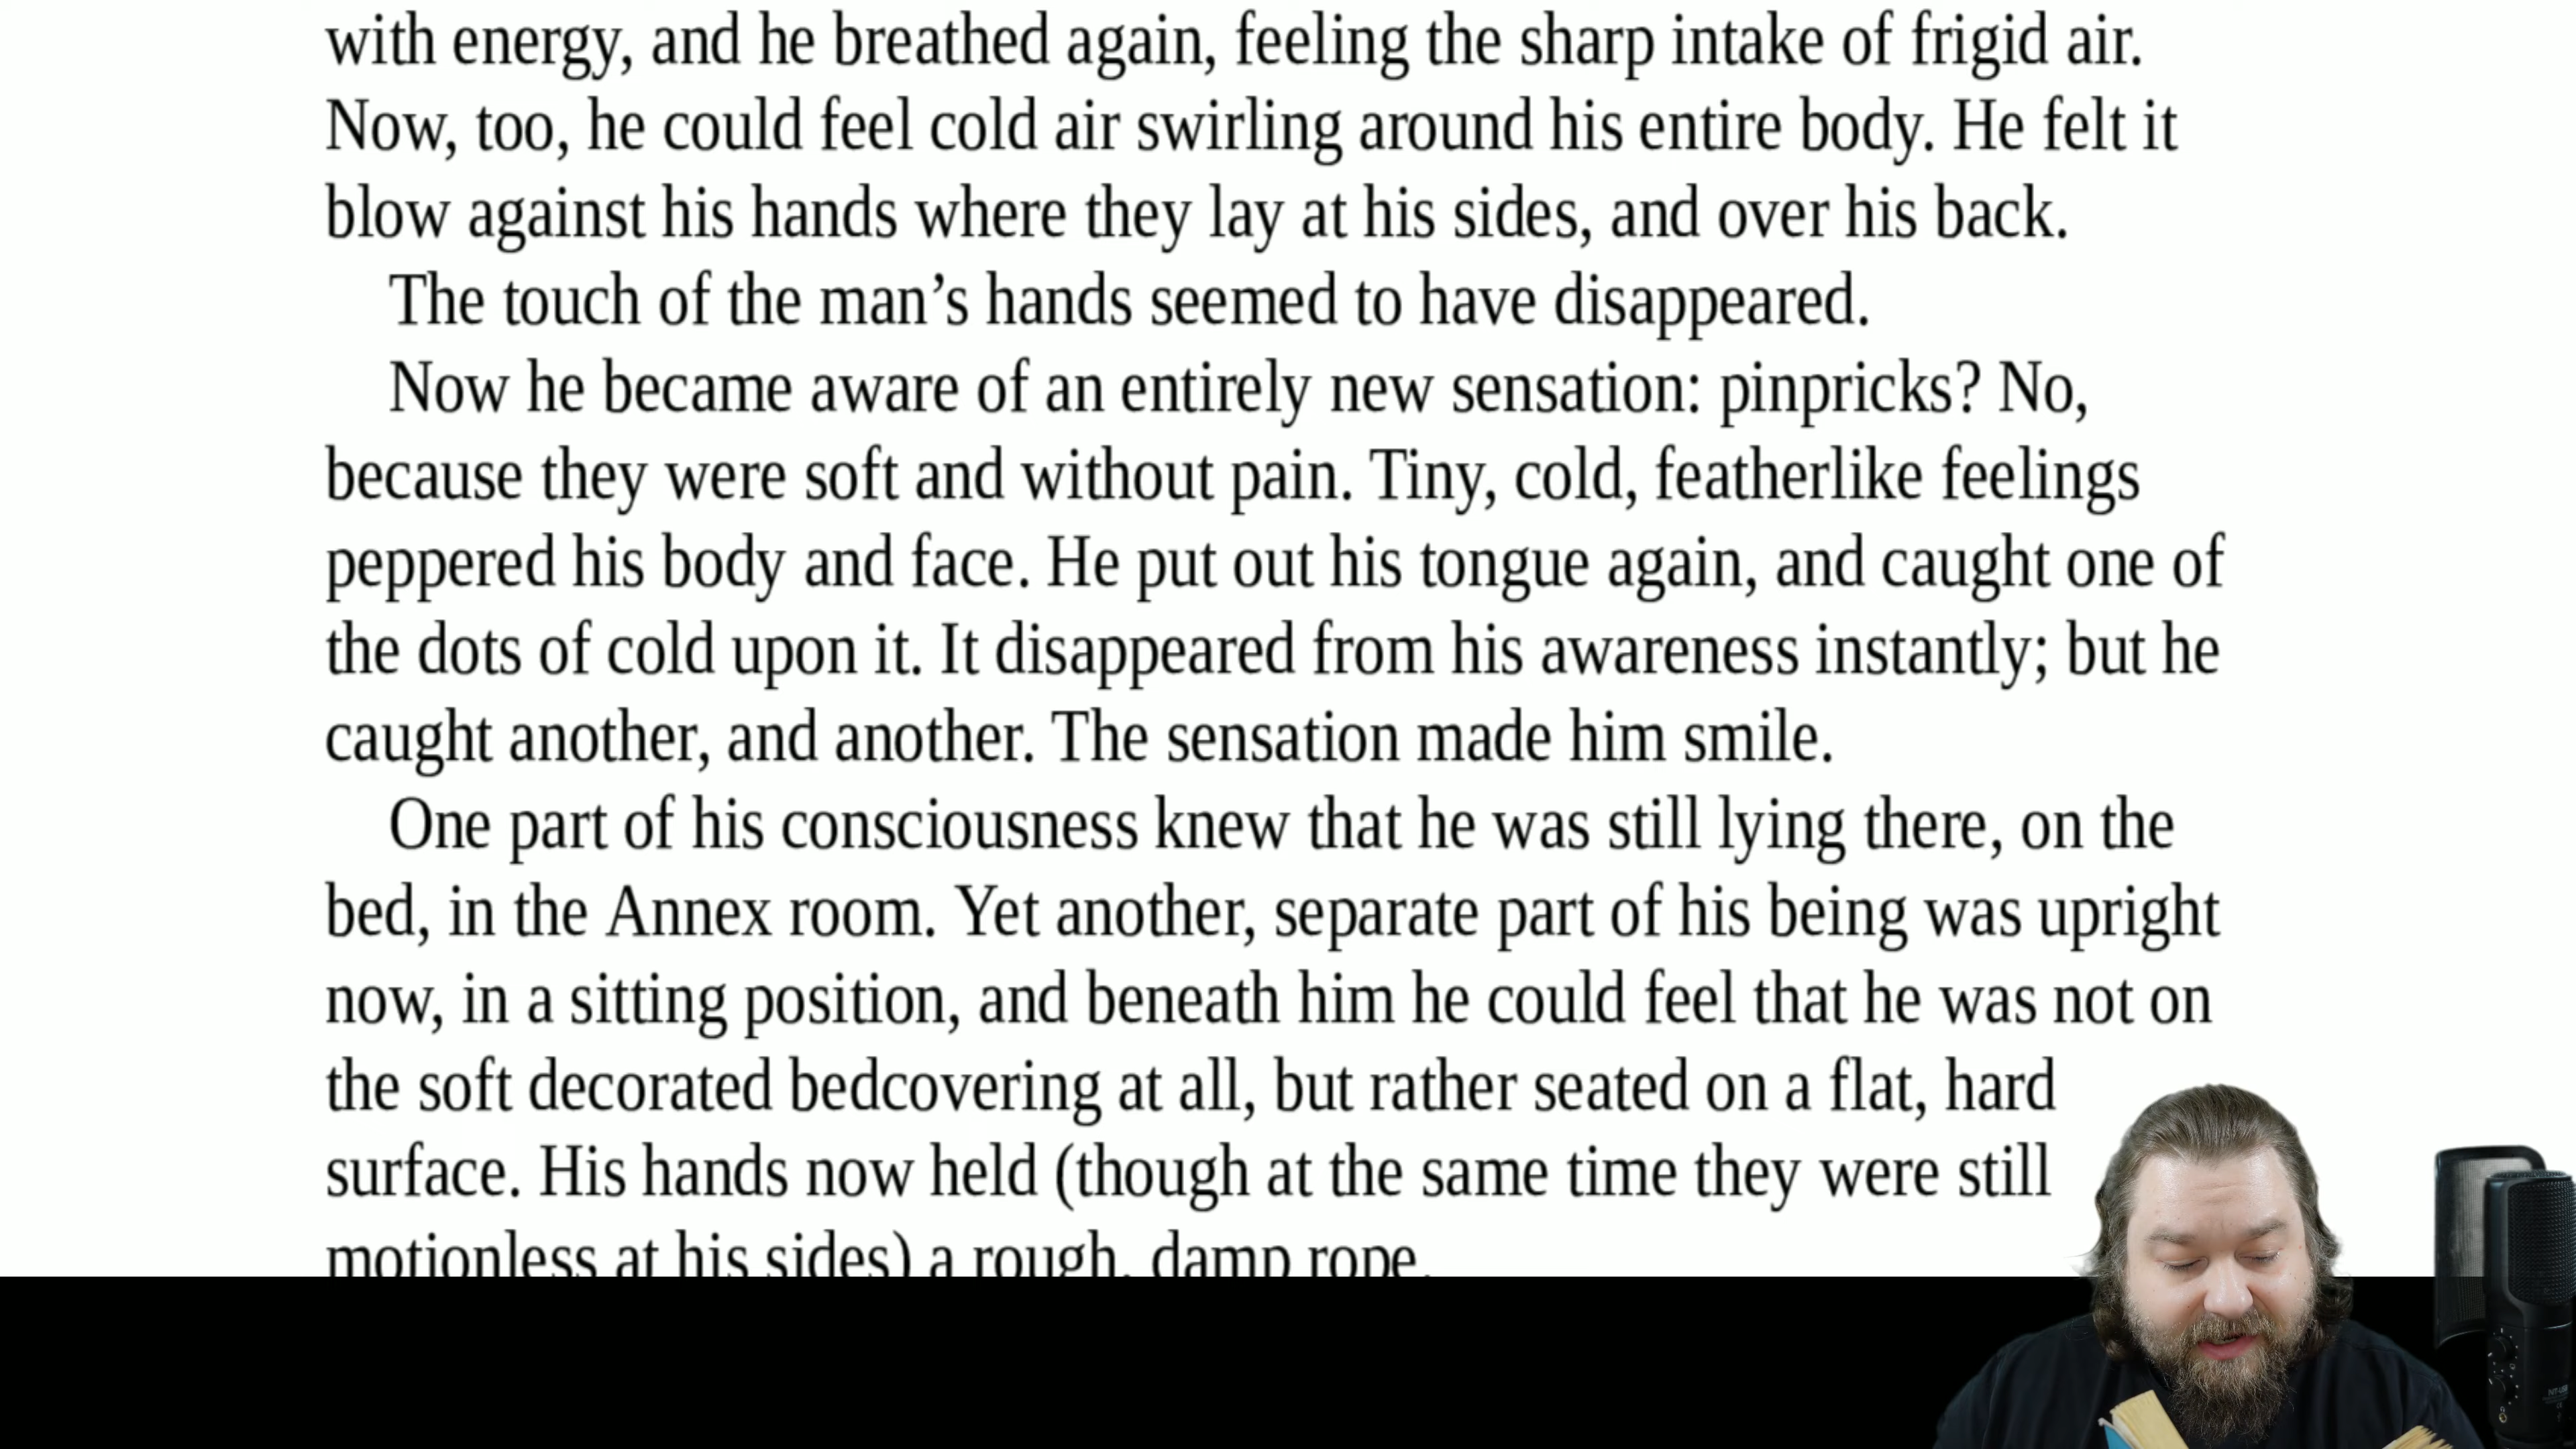 with energy, and he breathed again, feeling the sharp intake of frigid air.
Now, too, he could feel cold air swirling around his entire body. He felt it
blow against his hands where they lay at his sides, and over his back.
The touch of the man’s hands seemed to have disappeared.
Now he became aware of an entirely new sensation: pinpricks? No,
because they were soft and without pain. Tiny, cold, featherlike feelings
peppered his body and face. He put out his tongue again, and caught one of
the dots of cold upon it. It disappeared from his awareness instantly; but he
caught another, and another. The sensation made him smile.
One part of his consciousness knew that he was still lying there, on the
bed, in the Annex room. Yet another, separate part of his being was upright
now, in a sitting position, and beneath him he could feel that he was not on
the soft decorated bedcovering at all, but rather seated on a flat, hard
surface. His hands now held (though at the same time they were still
motionless at his sides) a rough, damp rope.